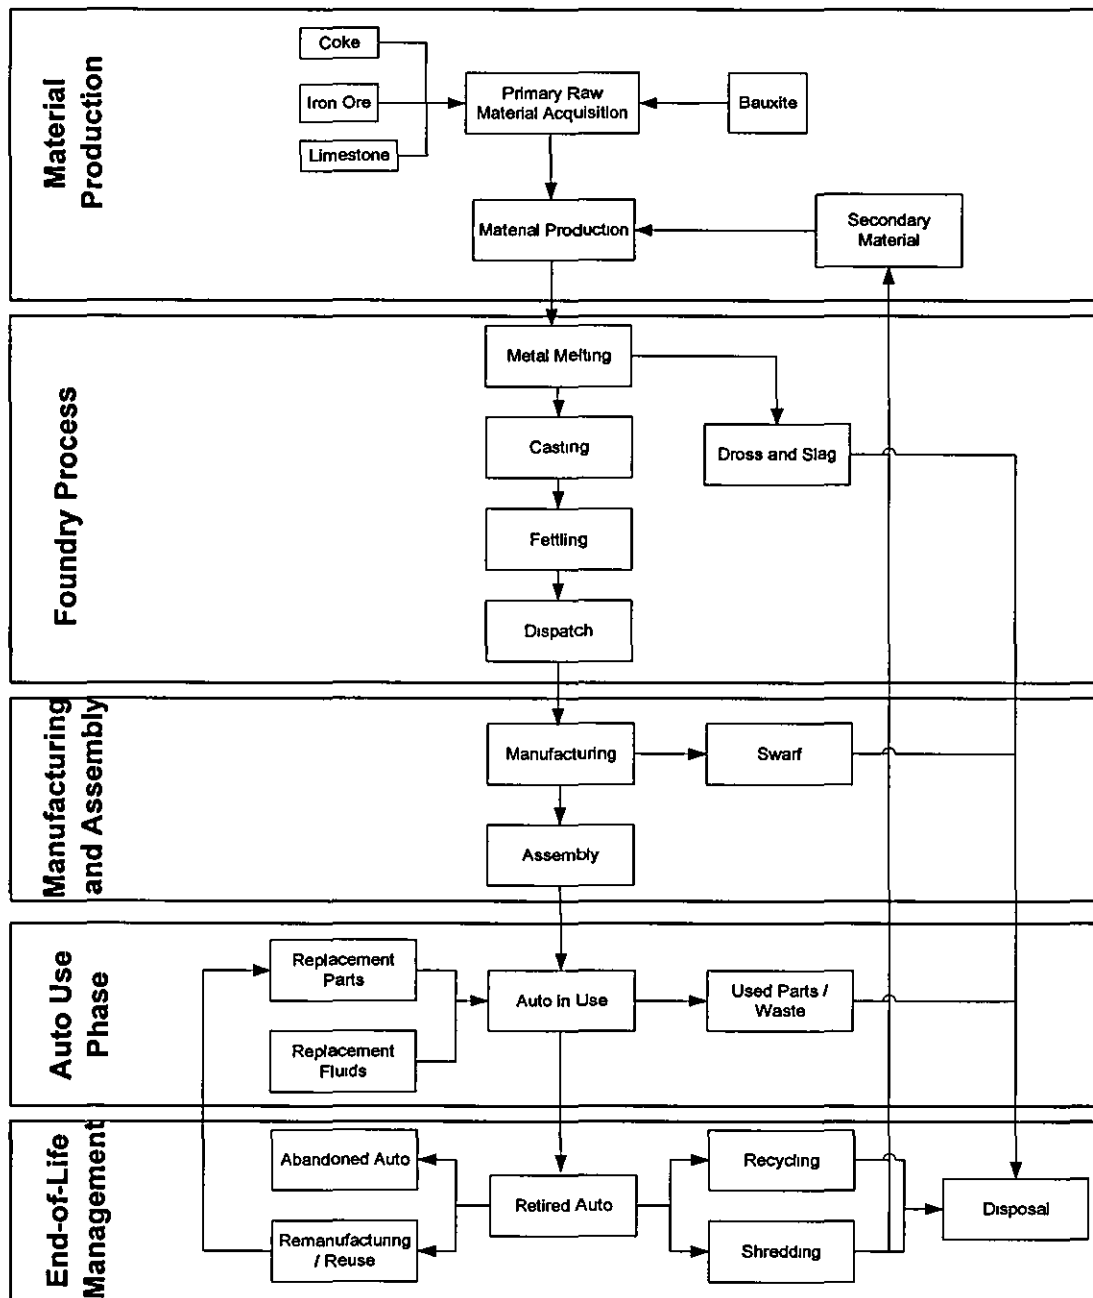 Material
Production
Coke
Iron Ore
Limestone
Primary Raw
Material Acquisition
Bauxite
Material Production
Secondary
Material
Foundry Process
Metal Melting
Casting
Dross and Slag
Fettling
Dispatch
Manufacturing
and Assembly
Manufacturing
Swarf
Assembly
Auto Use
Phase
Replacement
Parts
Auto in Use
Used Parts /
Waste
Replacement
Fluids
End-of-Life
Management
Abandoned Auto
Retired Auto
Recycling
Disposal
Remanufacturing
/ Reuse
Shredding